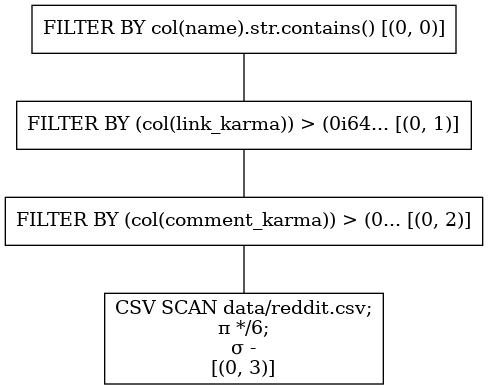 FILTER BY col(name).str.contains() [(0, 0)]
FILTER BY (col(link_karma)) > (0i64... [(0, 1)]
FILTER BY (col(comment_karma)) > (0... [(0, 2)]
CSV SCAN data/reddit.csv;
π */6;
σ -
[(0, 3)]